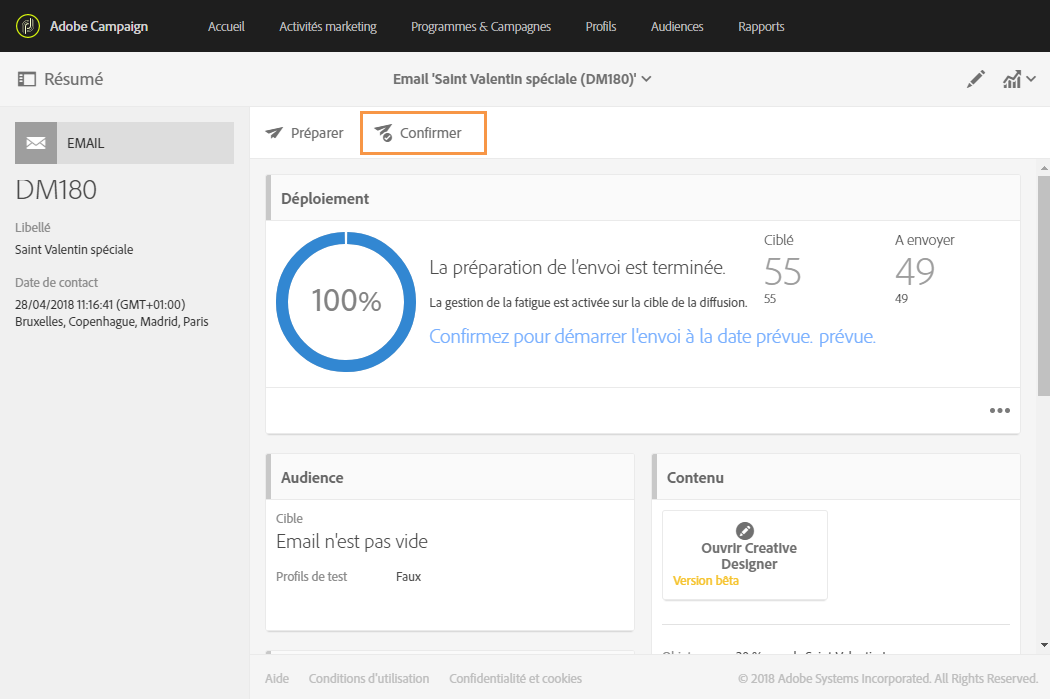 Adobe Campaign Accueil Activités marketing Programmes & Campagnes Profils Audiences Rapports
Résumé
Email 'Saint Valentin spéciale (DM180)'
EMAIL
DM180
Libellé
Saint Valentin spéciale
Date de contact
28/04/2018 11:16:41 (GMT+01:00)
Bruxelles, Copenhague, Madrid, Paris
Préparer Confirmer
Déploiement
100%
La préparation de l'envoi est terminée.
La gestion de la fatigue est activée sur la cible de la diffusion.
Confirmez pour démarrer l'envoi à la date prévue. prévue.
Ciblé
55
55
A envoyer
49
49
Audience
Cible
Email n'est pas vide
Profils de test Faux
Contenu
Ouvrir Creative
Designer
Version bêta
Aide Conditions d'utilisation Confidentialité et cookies © 2018 Adobe Systems Incorporated. All Rights Reserved.